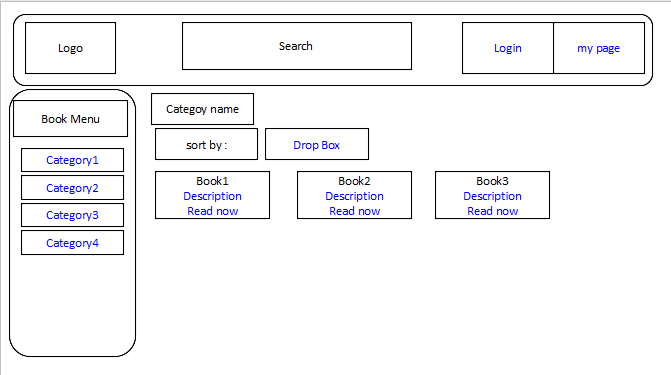 Logo
Search
Login
my page
Book Menu
Category1
Category2
Category3
Category4
Categoy name
sort by :
Drop Box
Book1
Description
Read now
Book2
Description
Read now
Book3
Description
Read now